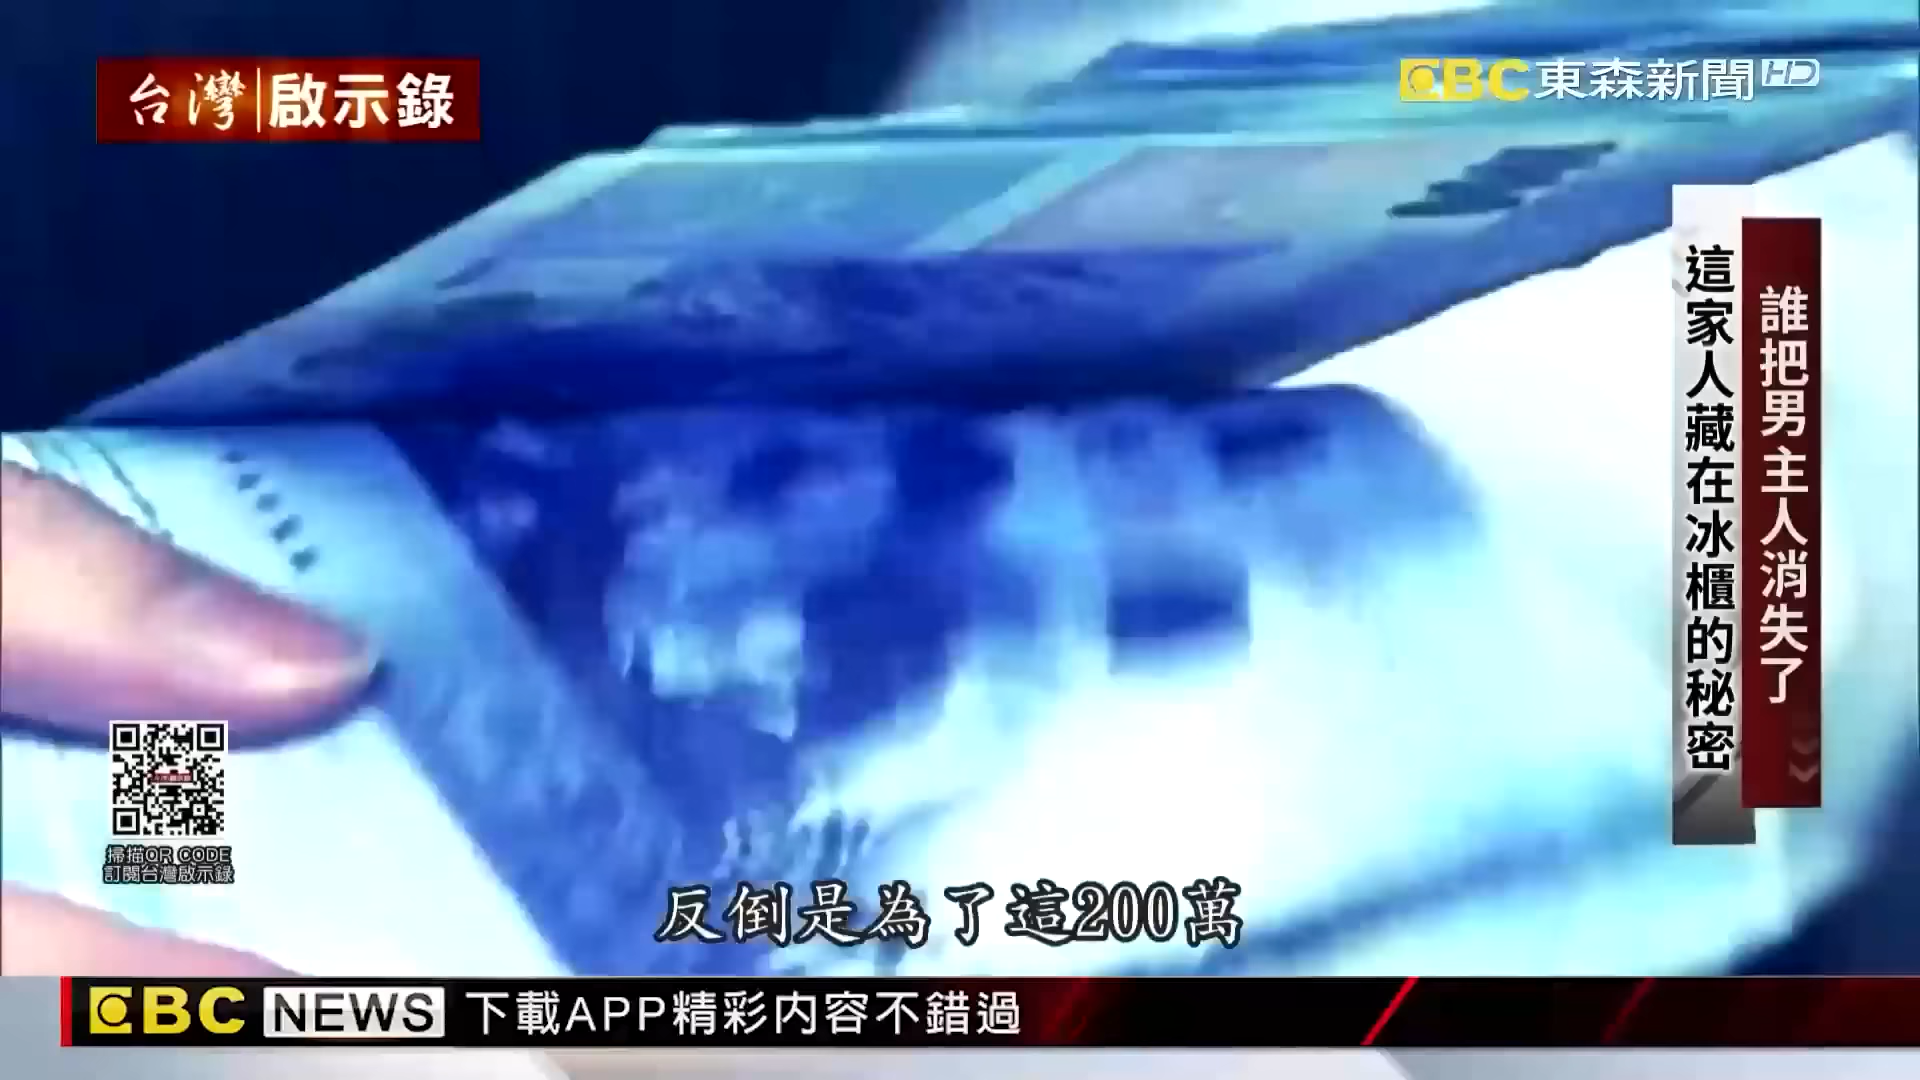 台灣啟示錄
EBC東森新聞HD
誰把男主人消失了
這家人藏在冰櫃的秘密
掃描QR CODE
訂閱台灣啟示錄
反倒是為了這200萬
EBC NEWS 下載APP精彩內容不錯過